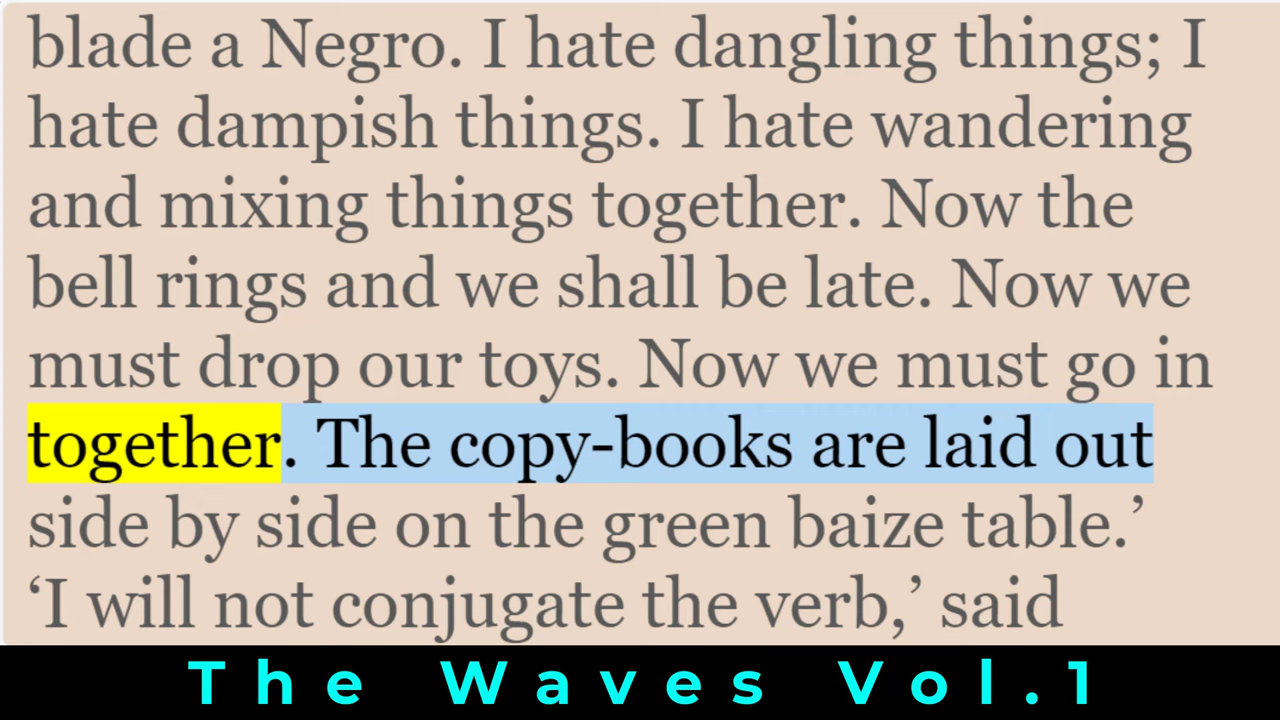 blade a Negro. I hate dangling things; I
hate dampish things. I hate wandering
and mixing things together. Now the
bell rings and we shall be late. Now we
must drop our toys. Now we must go in
together. The copy-books are laid out
side by side on the green baize table.’
‘I will not conjugate the verb,’ said
The Waves Vol.1